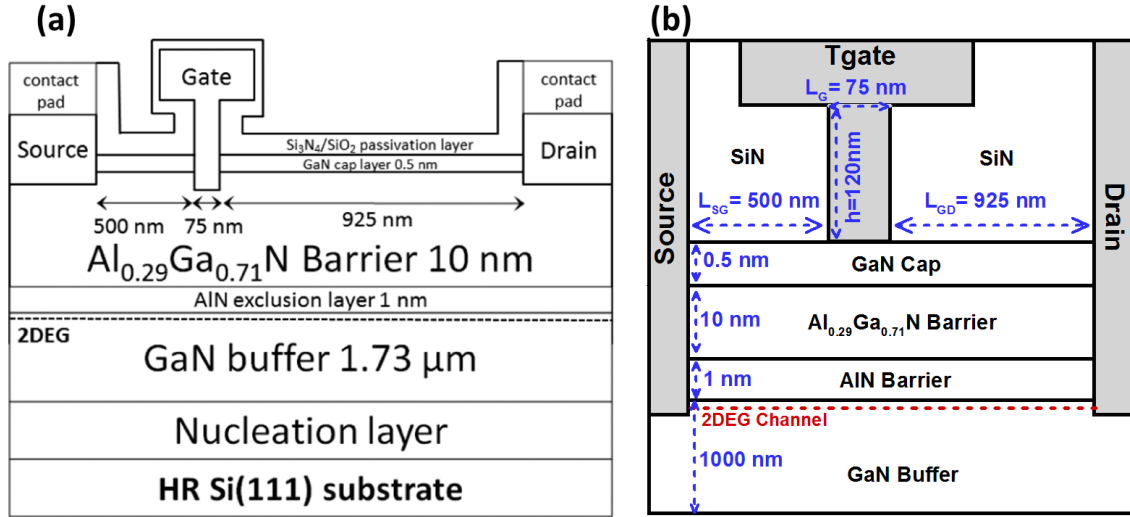 (a)
contact
pad
Gate
contact
pad
Source
Si₃N₄/SiO₂ passivation layer
GaN cap layer 0.5 nm
Drain
500 nm
75 nm
925 nm
Al₀.₂₉Ga₀.₇₁N Barrier 10 nm
AlN exclusion layer 1 nm
2DEG
GaN buffer 1.73 μm
Nucleation layer
HR Si(111) substrate
(b)
Tgate
L_G= 75 nm
SiN
h=120nm
SiN
L_SG= 500 nm
L_GD= 925 nm
Source
Drain
0.5 nm
GaN Cap
10 nm
Al₀.₂₉Ga₀.₇₁N Barrier
1 nm
AlN Barrier
2DEG Channel
1000 nm
GaN Buffer